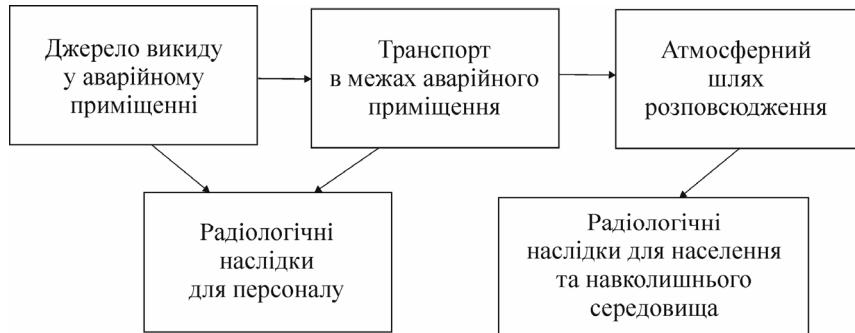 Джерело викиду
у аварійному
приміщенні
Транспорт
в межах аварійного
приміщення
Атмосферний
шлях
розповсюдження
Радіологічні
наслідки
для персоналу
Радіологічні
наслідки для населення
та навколишнього
середовища